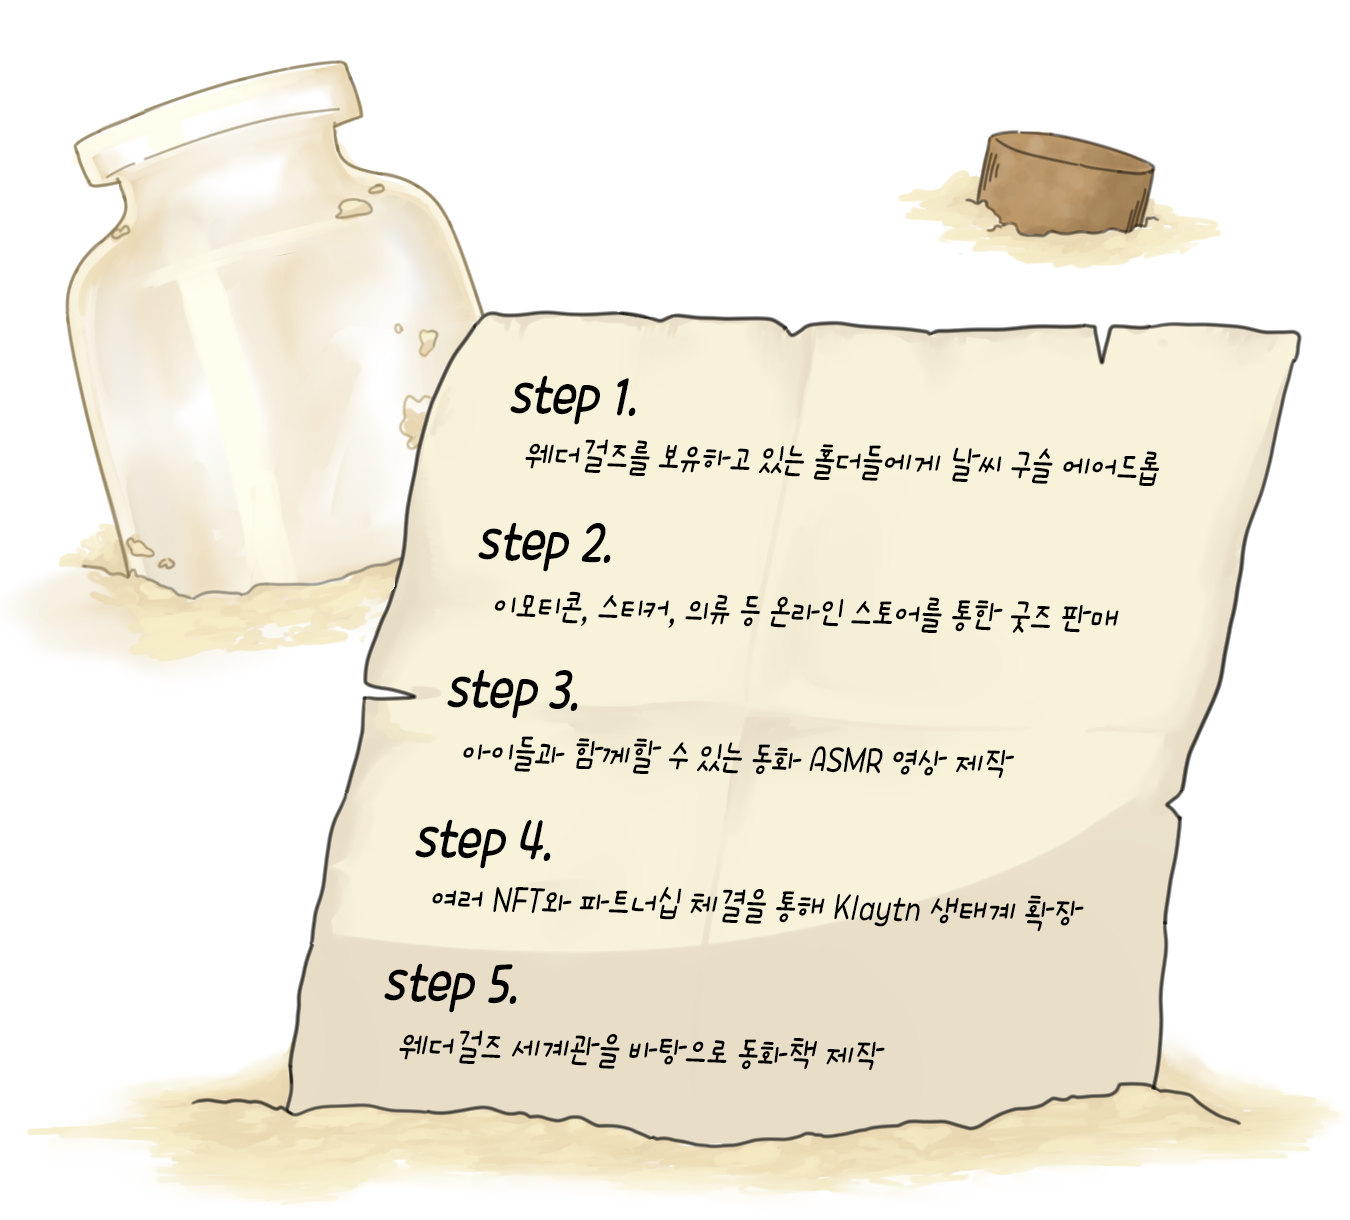 step 1.
웨더걸즈를 보유하고 있는 홀더들에게 날씨 구슬 에어드롭
step 2.
이모티콘, 스티커, 의류 등 온라인 스토어를 통한 굿즈 판매
step 3.
아이들과 함께할 수 있는 동화 ASMR 영상 제작
step 4.
여러 NFT와 파트너십 체결을 통해 Klaytn 생태계 확장
step 5.
웨더걸즈 세계관을 바탕으로 동화책 제작